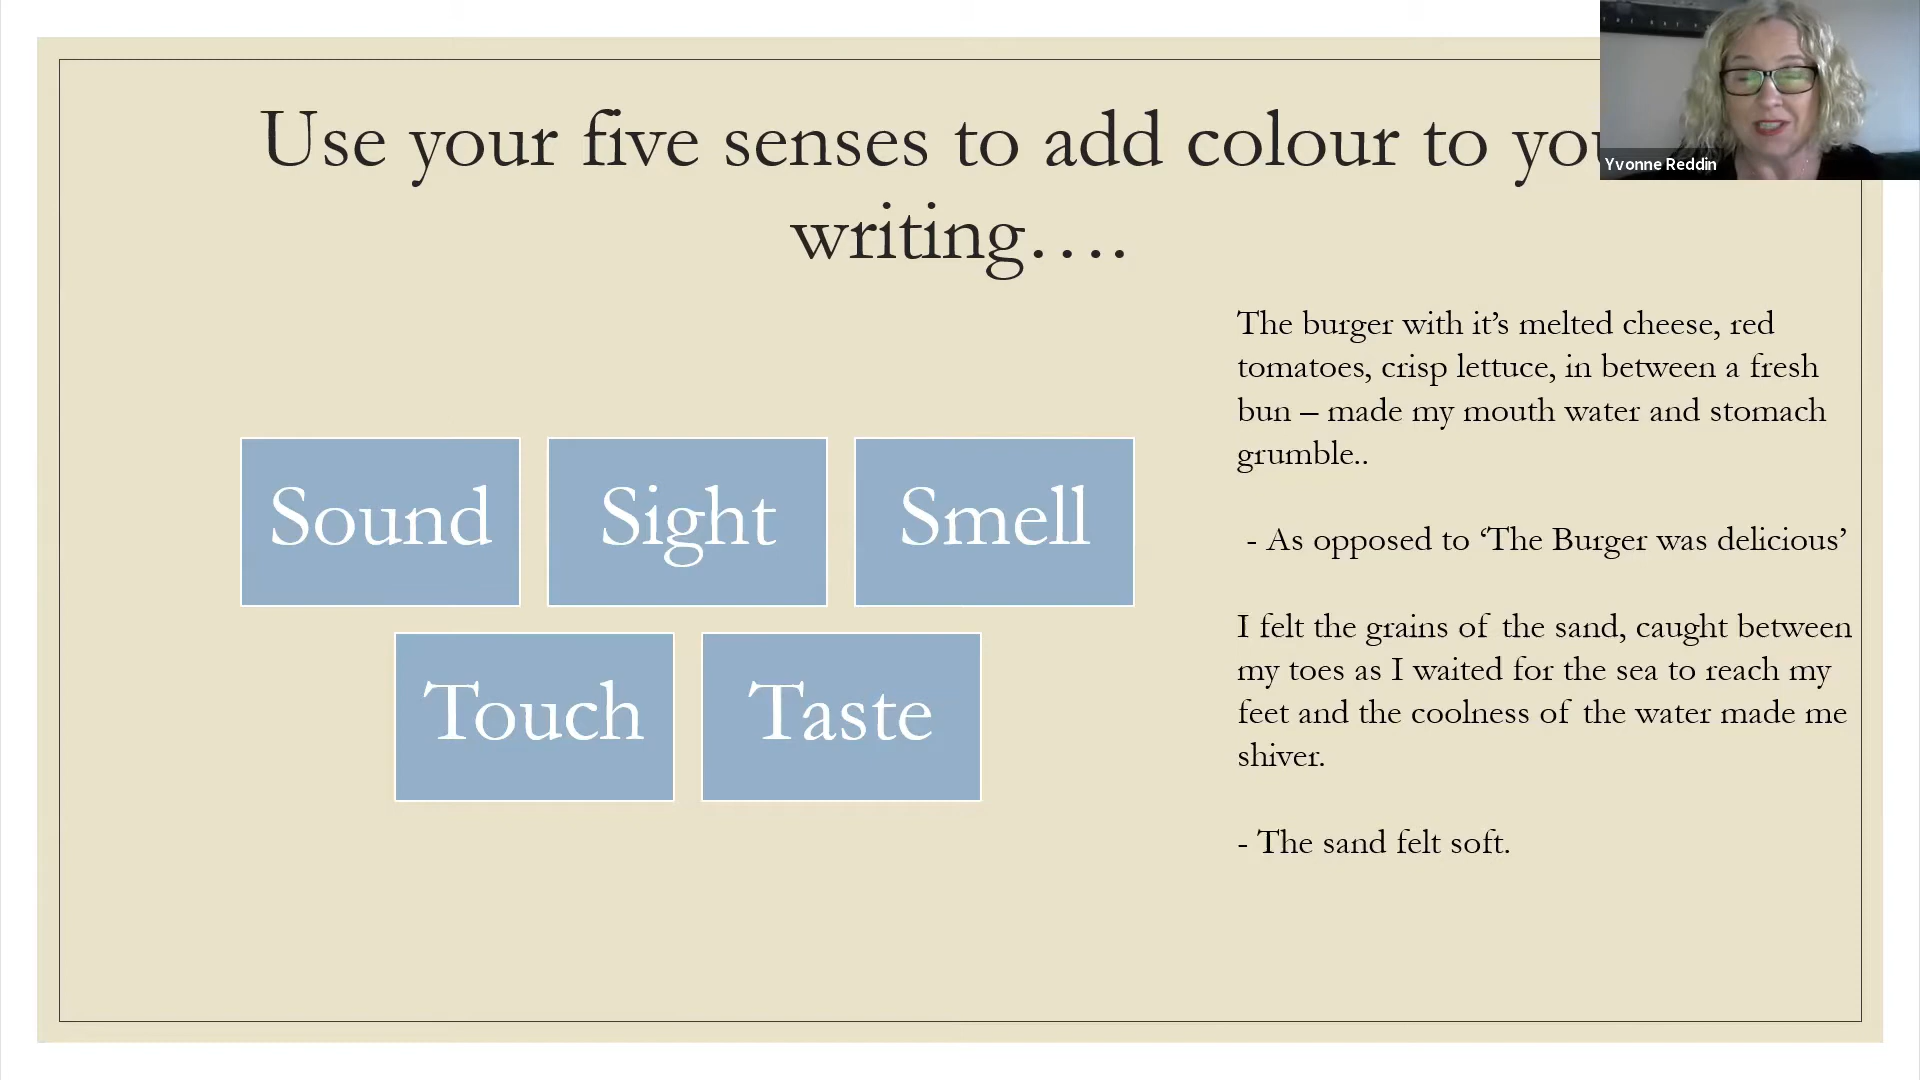 Use your five senses to add colour to
writing….
Yvonne Reddin
Sound
Sight
Smell
Touch
Taste
The burger with it’s melted cheese, red
tomatoes, crisp lettuce, in between a fresh
bun – made my mouth water and stomach
grumble..
- As opposed to ‘The Burger was delicious’
I felt the grains of the sand, caught between
my toes as I waited for the sea to reach my
feet and the coolness of the water made me
shiver.
- The sand felt soft.